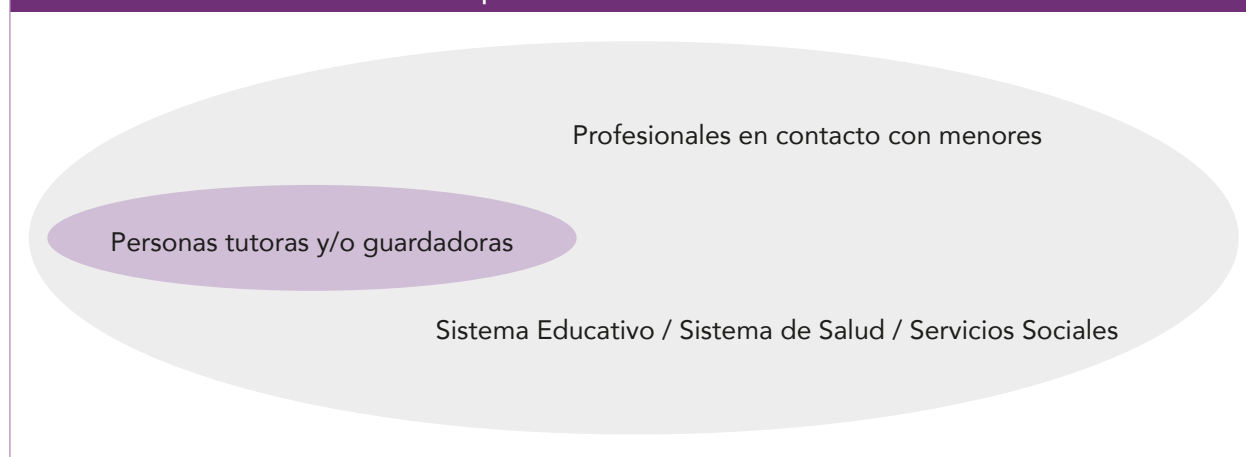 Profesionales en contacto con menores
Personas tutoras y/o guardadoras
Sistema Educativo / Sistema de Salud / Servicios Sociales